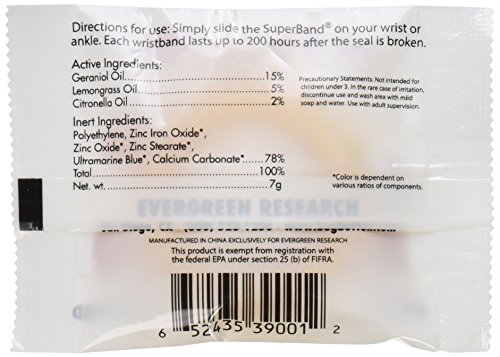 Directions for use: Simply slide the SuperBand® on your wrist or
ankle. Each wristband lasts up to 200 hours after the seal is broken.
Active Ingredients:
Geraniol Oil 15%
Lemongrass Oil 5%
Citronella Oil 2%
Inert Ingredients:
Polyethylene, Zinc Iron Oxide*,
Zinc Oxide*, Zinc Stearate*,
Ultramarine Blue*, Calcium Carbonate* 78%
Total 100%
Net wt. 7g
Precautionary Statements: Not intended for
children under 3. In the rare case of irritation,
discontinue use and wash area with mild
soap and water. Use with adult supervision.
*Color is dependent on
various ratios of components.
EVERGREEN RESEARCH
MANUFACTURED IN CHINA EXCLUSIVELY FOR EVERGREEN RESEARCH
This product is exempt from registration with
the federal EPA under section 25 (b) of FIFRA.
6 52435 39001 2